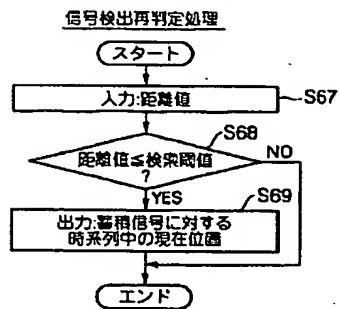 信号検出再判定処理
スタート
入力:距離値
S67
S68
距離値≦検索閾値
?
NO
YES
S69
出力:蓄積信号に対する
時系列中の現在位置
エンド